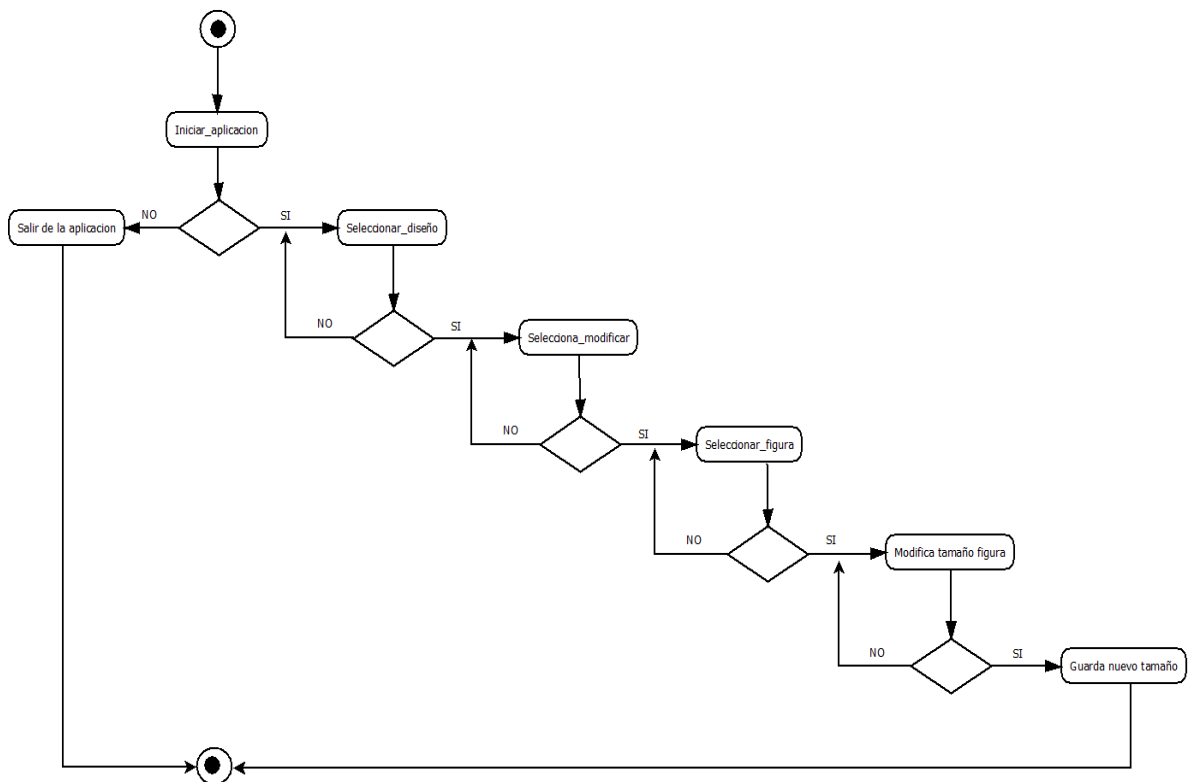 Iniciar_aplicacion
Salir de la aplicacion
NO
SI
Seleccionar_diseño
NO
SI
Selecciona_modificar
NO
SI
Seleccionar_figura
NO
SI
Modifica tamaño figura
NO
SI
Guarda nuevo tamaño